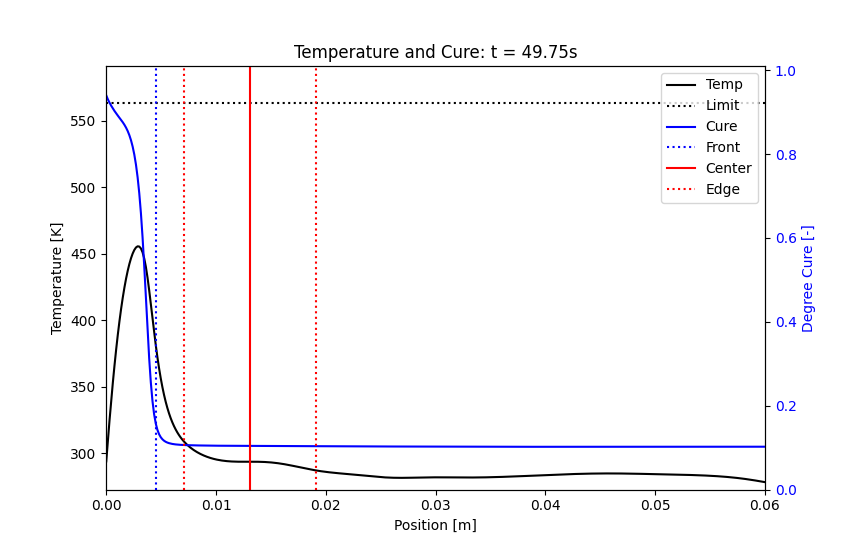 Temperature and Cure: t = 49.75s
Temp
Limit
Cure
Front
Center
Edge
Temperature [K]
550
500
450
400
350
300
1.0
0.8
0.6
0.4
0.2
0.0
Degree Cure [-]
0.00
0.01
0.02
0.03
0.04
0.05
0.06
Position [m]